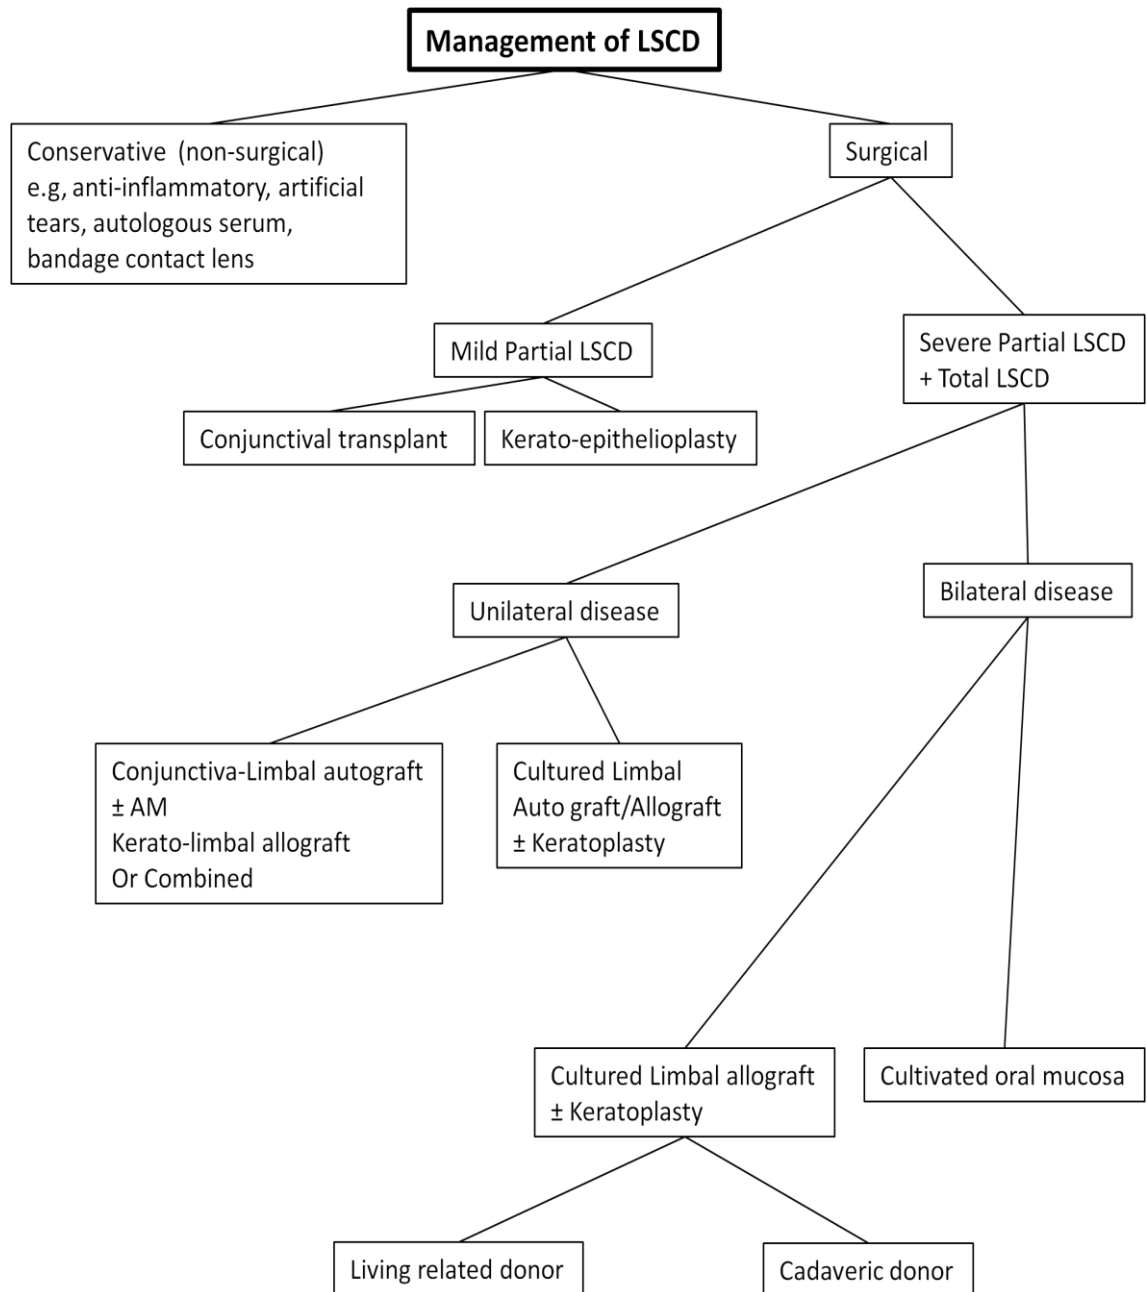 Management of LSCD
Conservative (non-surgical)
e.g, anti-inflammatory, artificial
tears, autologous serum,
bandage contact lens
Surgical
Mild Partial LSCD
Severe Partial LSCD
+ Total LSCD
Conjunctival transplant
Kerato-epithelioplasty
Unilateral disease
Bilateral disease
Conjunctiva-Limbal autograft
± AM
Kerato-limbal allograft
Or Combined
Cultured Limbal
Auto graft/Allograft
± Keratoplasty
Cultured Limbal allograft
± Keratoplasty
Cultivated oral mucosa
Living related donor
Cadaveric donor